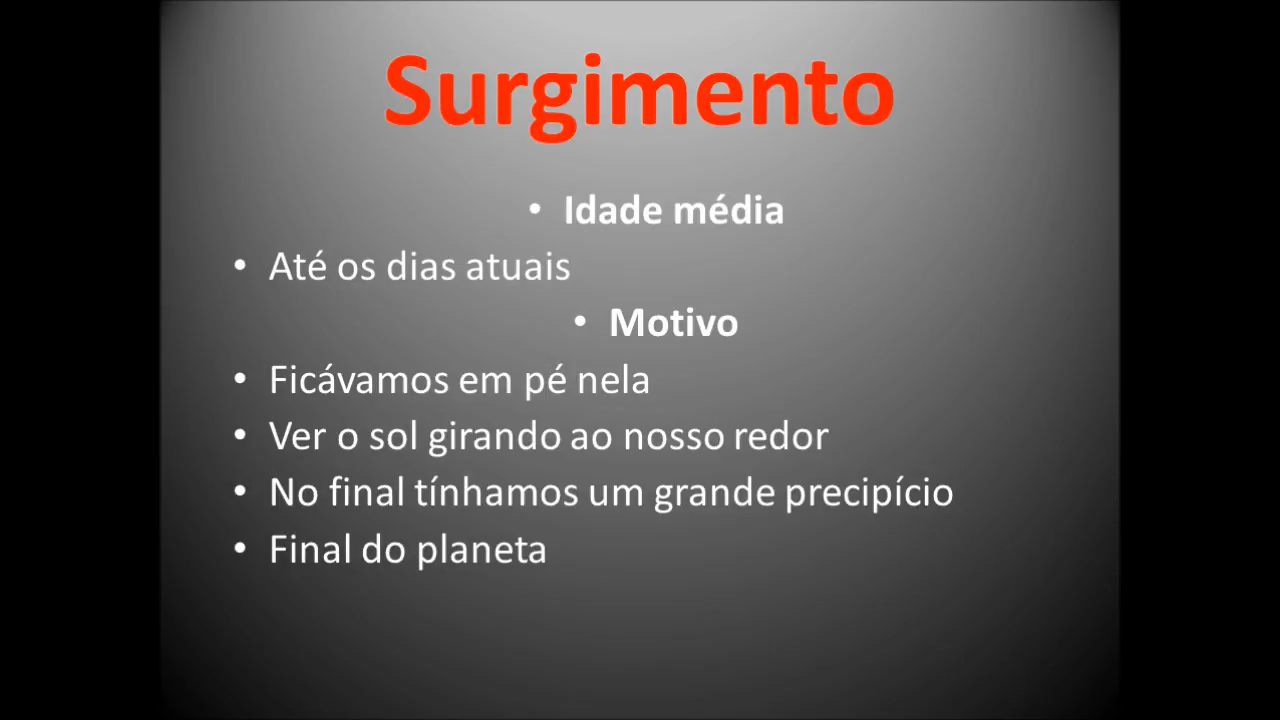 Surgimento
• Idade média
• Até os dias atuais
• Motivo
• Ficávamos em pé nela
• Ver o sol girando ao nosso redor
• No final tínhamos um grande precipício
• Final do planeta